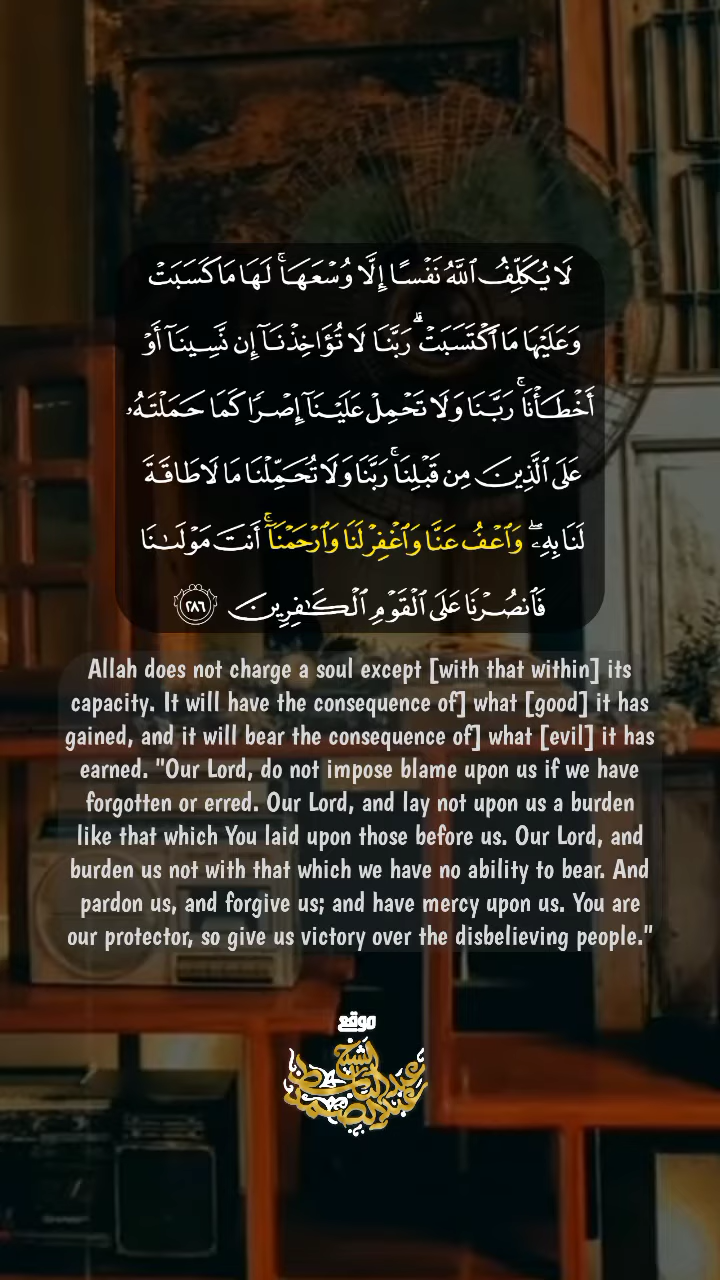 لَا يُكَلِّفُ ٱللَّهُ نَفْسًا إِلَّا وُسْعَهَاۚ لَهَا مَا كَسَبَتْ
وَعَلَيْهَا مَا ٱكْتَسَبَتْۗ رَبَّنَا لَا تُؤَاخِذْنَآ إِن نَّسِينَآ أَوْ
أَخْطَأْنَاۚ رَبَّنَا وَلَا تَحْمِلْ عَلَيْنَآ إِصْرًا كَمَا حَمَلْتَهُۥ
عَلَى ٱلَّذِينَ مِن قَبْلِنَاۚ رَبَّنَا وَلَا تُحَمِّلْنَا مَا لَا طَاقَةَ
لَنَا بِهِۦۖ وَٱعْفُ عَنَّا وَٱغْفِرْ لَنَا وَٱرْحَمْنَآۚ أَنتَ مَوْلَىٰنَا
فَٱنصُرْنَا عَلَى ٱلْقَوْمِ ٱلْكَٰفِرِينَ ٢٨٦
Allah does not charge a soul except [with that within] its
capacity. It will have the consequence of] what [good] it has
gained, and it will bear the consequence of] what [evil] it has
earned. "Our Lord, do not impose blame upon us if we have
forgotten or erred. Our Lord, and lay not upon us a burden
like that which You laid upon those before us. Our Lord, and
burden us not with that which we have no ability to bear. And
pardon us, and forgive us; and have mercy upon us. You are
our protector, so give us victory over the disbelieving people."
موقع
الشيخ
عبدالباسط
عبدالصمد